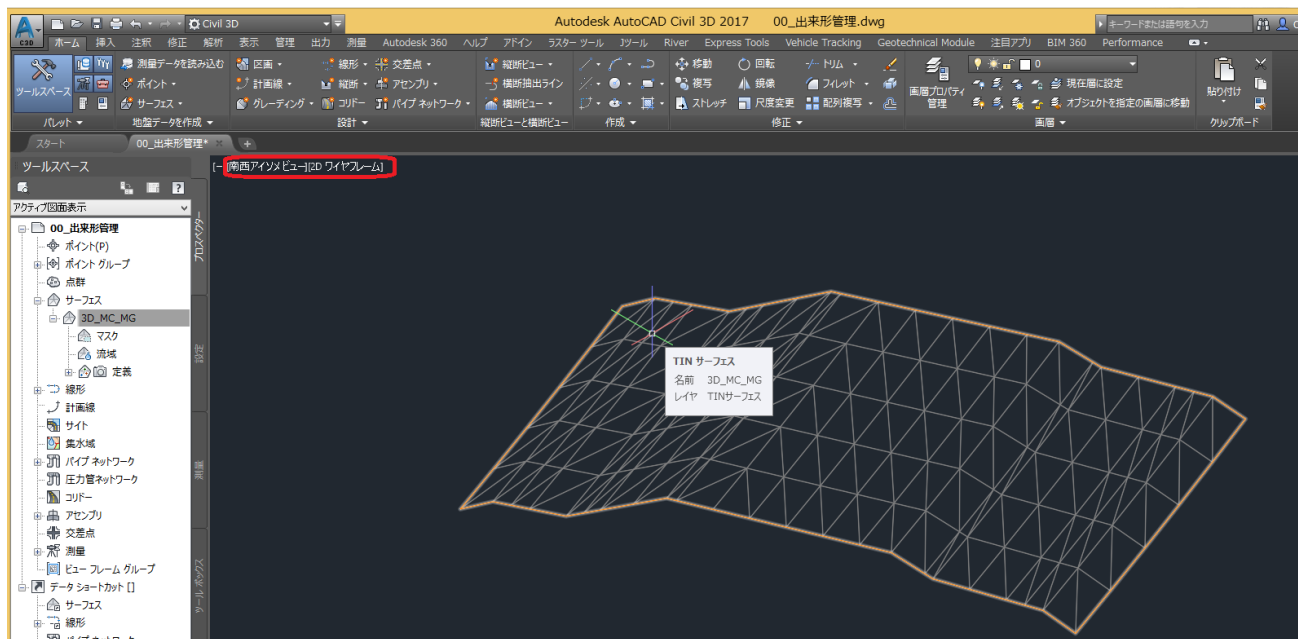 Civil 3D
Autodesk AutoCAD Civil 3D 2017 00_出来形管理.dwg
キーワードまたは語句を入力
C3D
ホーム 挿入 注釈 修正 解析 表示 管理 出力 測量 Autodesk 360 ヘルプ アドイン ラスター ツール Jツール River Express Tools Vehicle Tracking Geotechnical Module 注目アプリ BIM 360 Performance
ツールスペース
測量データを読み込む
ポイント
サーフェス
区画
計画線
グレーディング
線形
縦断
コリドー
交差点
アセンブリ
パイプ ネットワーク
縦断ビュー
横断抽出ライン
横断ビュー
移動
複写
ストレッチ
回転
鏡像
尺度変更
トリム
フィレット
配列複写
画層プロパティ
管理
0
現在層に設定
オブジェクトを指定の画層に移動
貼り付け
パレット
地盤データを作成
設計
縦断ビューと横断ビュー
作成
修正
画層
クリップボード
スタート
00_出来形管理*
ツールスペース
[-][南西アイソメ ビュー][2D ワイヤフレーム]
アクティブ図面表示
00_出来形管理
ポイント(P)
ポイント グループ
点群
サーフェス
3D_MC_MG
マスク
流域
定義
線形
計画線
サイト
集水域
パイプ ネットワーク
圧力管ネットワーク
コリドー
アセンブリ
交差点
測量
ビュー フレーム グループ
データ ショートカット []
サーフェス
線形
パイプ ネットワーク
プロスペクター
設定
測量
ツール ボックス
TIN サーフェス
名前 3D_MC_MG
レイヤ TINサーフェス